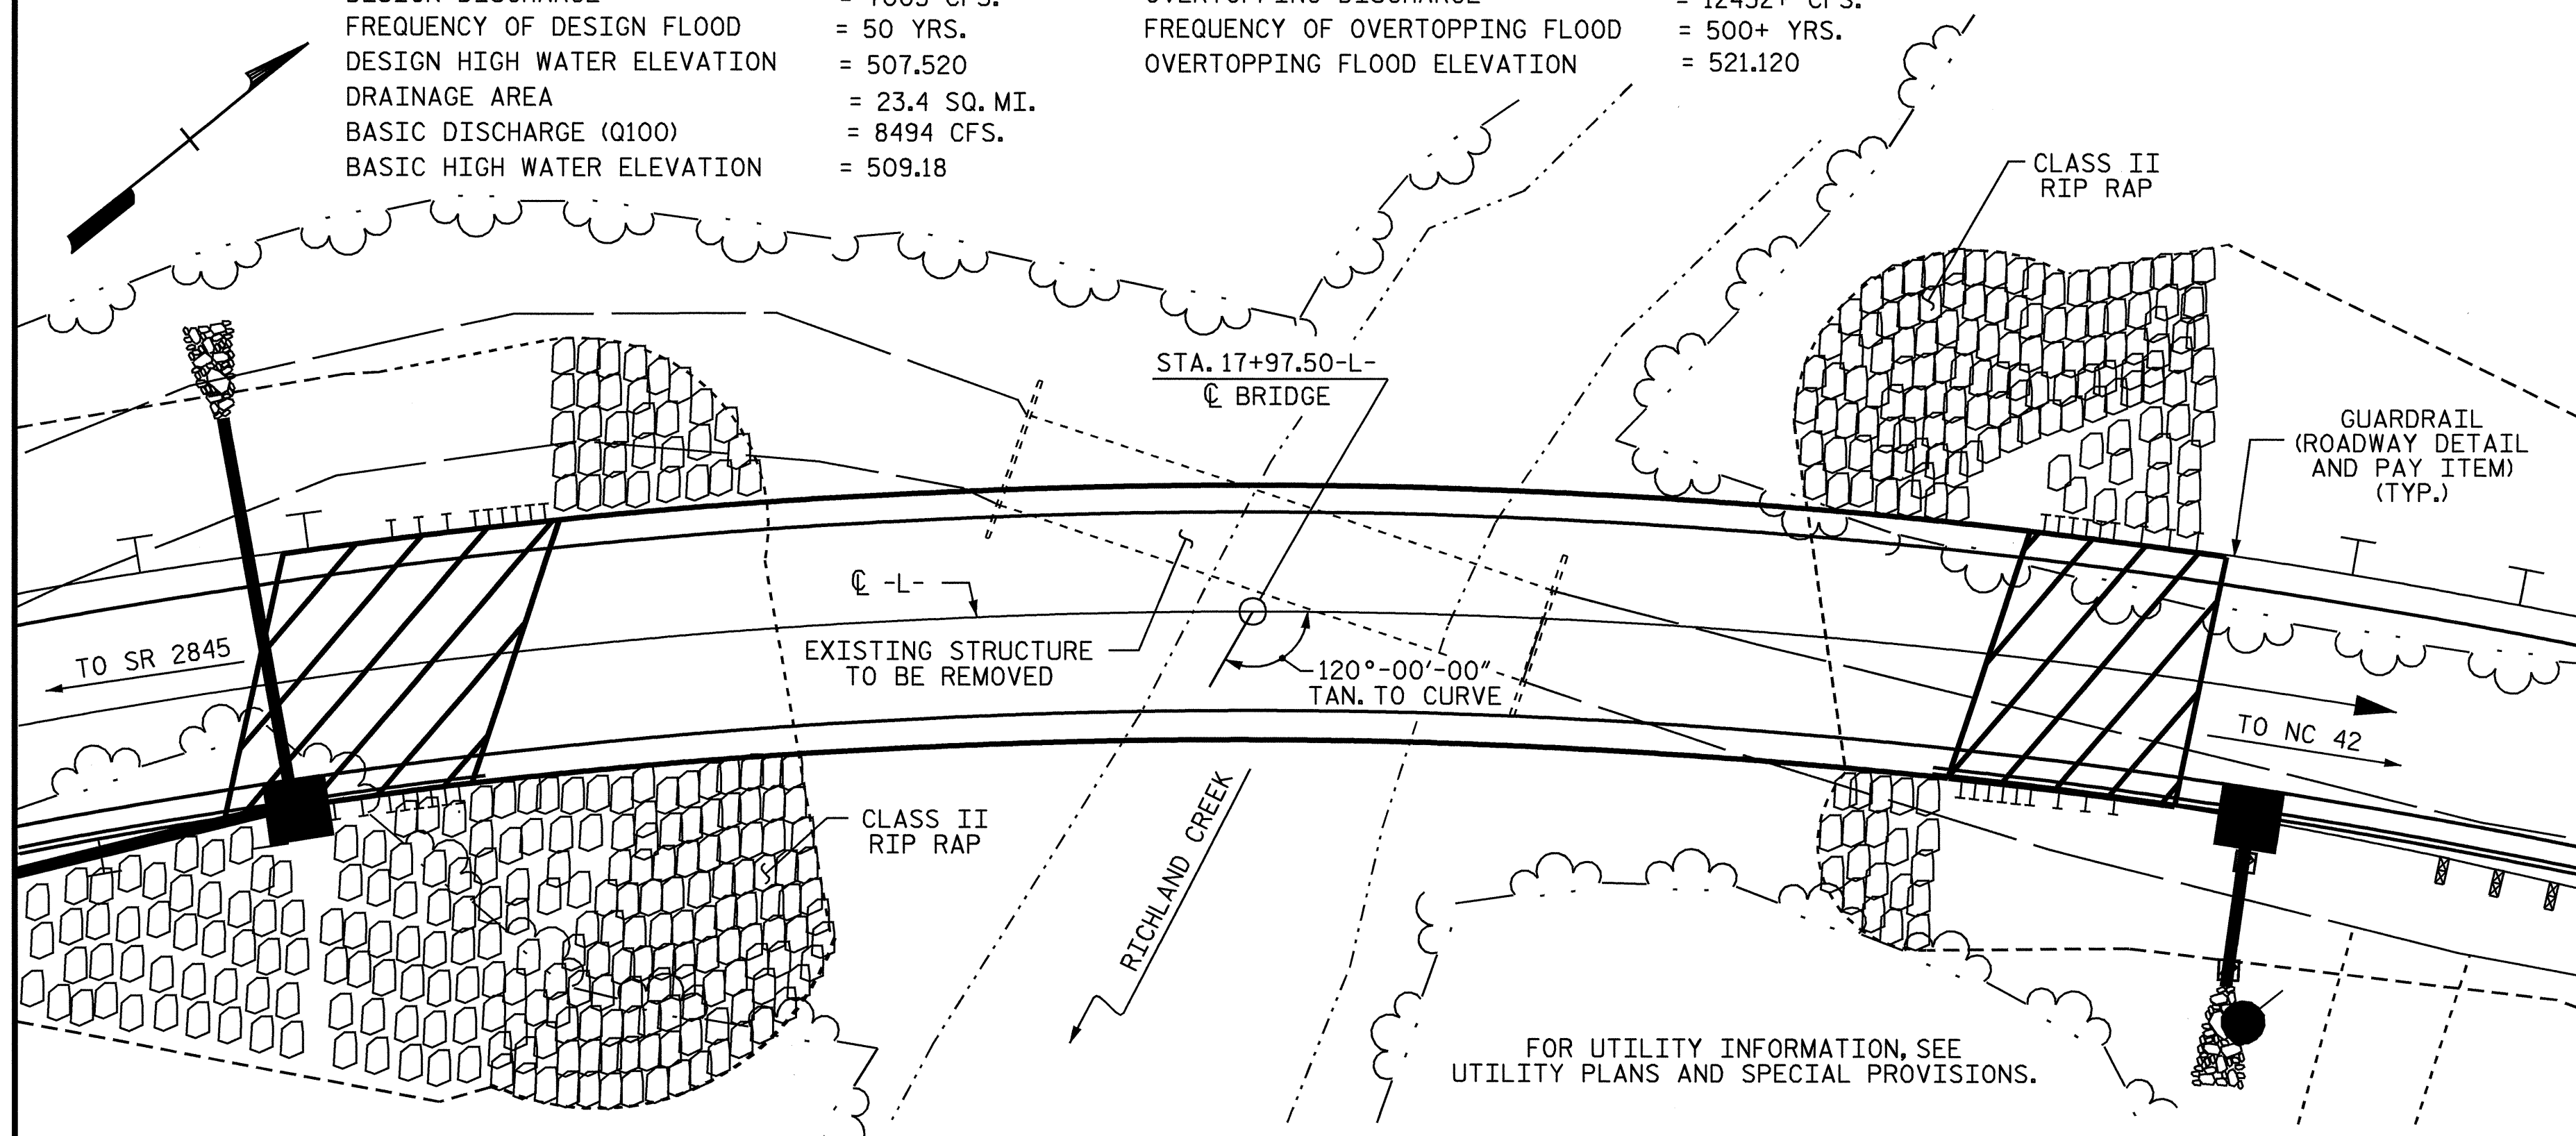 FREQUENCY OF DESIGN FLOOD = 50 YRS.
DESIGN HIGH WATER ELEVATION = 507.520
DRAINAGE AREA = 23.4 SQ. MI.
BASIC DISCHARGE (Q100) = 8494 CFS.
BASIC HIGH WATER ELEVATION = 509.18
FREQUENCY OF OVERTOPPING FLOOD = 500+ YRS.
OVERTOPPING FLOOD ELEVATION = 521.120
CLASS II
RIP RAP
STA. 17+97.50-L-
℄ BRIDGE
GUARDRAIL
(ROADWAY DETAIL
AND PAY ITEM)
(TYP.)
℄ -L-
EXISTING STRUCTURE
TO BE REMOVED
120°-00'-00"
TAN. TO CURVE
TO SR 2845
TO NC 42
CLASS II
RIP RAP
RICHLAND CREEK
FOR UTILITY INFORMATION, SEE
UTILITY PLANS AND SPECIAL PROVISIONS.